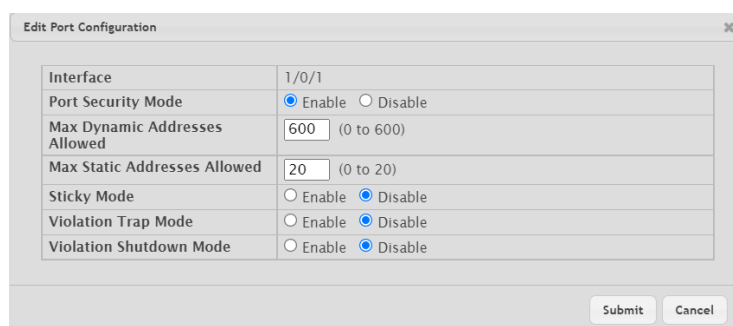 Edit Port Configuration
Interface 1/0/1
Port Security Mode Enable Disable
Max Dynamic Addresses Allowed 600 (0 to 600)
Max Static Addresses Allowed 20 (0 to 20)
Sticky Mode Enable Disable
Violation Trap Mode Enable Disable
Violation Shutdown Mode Enable Disable
Submit Cancel